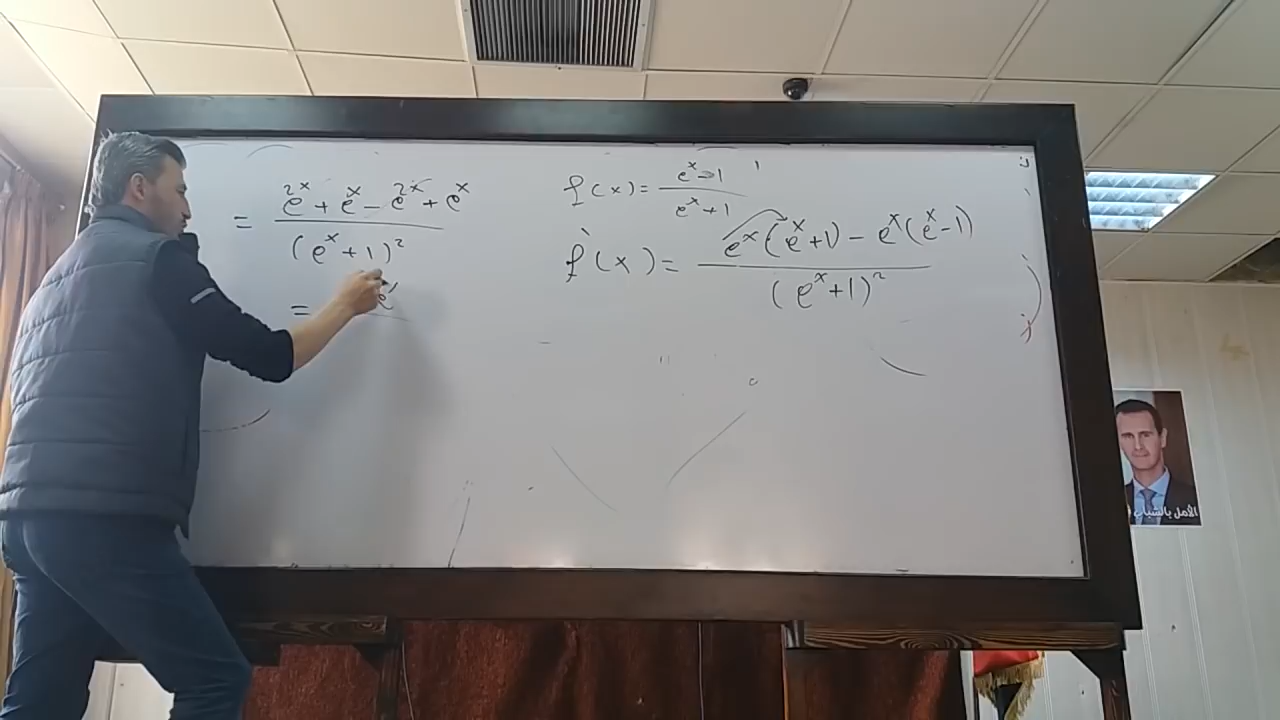 f(x) = (e^x - 1) / (e^x + 1)
f`(x) = (e^x(e^x+1) - e^x(e^x-1)) / (e^x+1)^2
= (e^2x + e^x - e^2x + e^x) / (e^x+1)^2
=
الأمل بالشباب